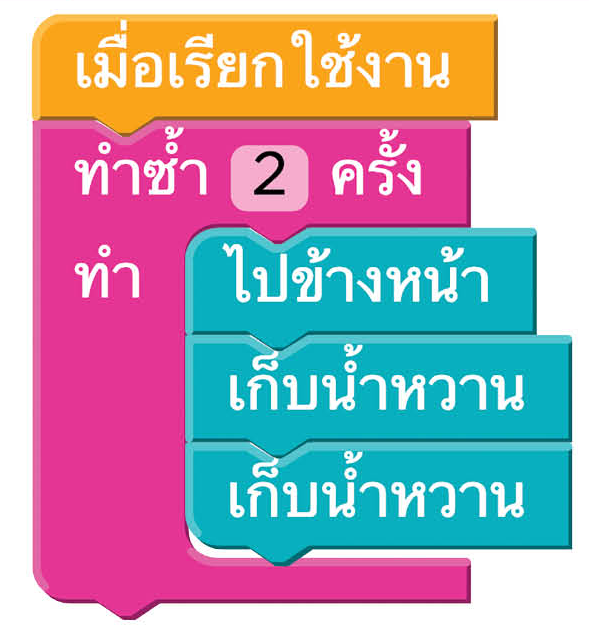 เมื่อเรียกใช้งาน
ทำซ้ำ 2 ครั้ง
ทำ ไปข้างหน้า
เก็บน้ำหวาน
เก็บน้ำหวาน